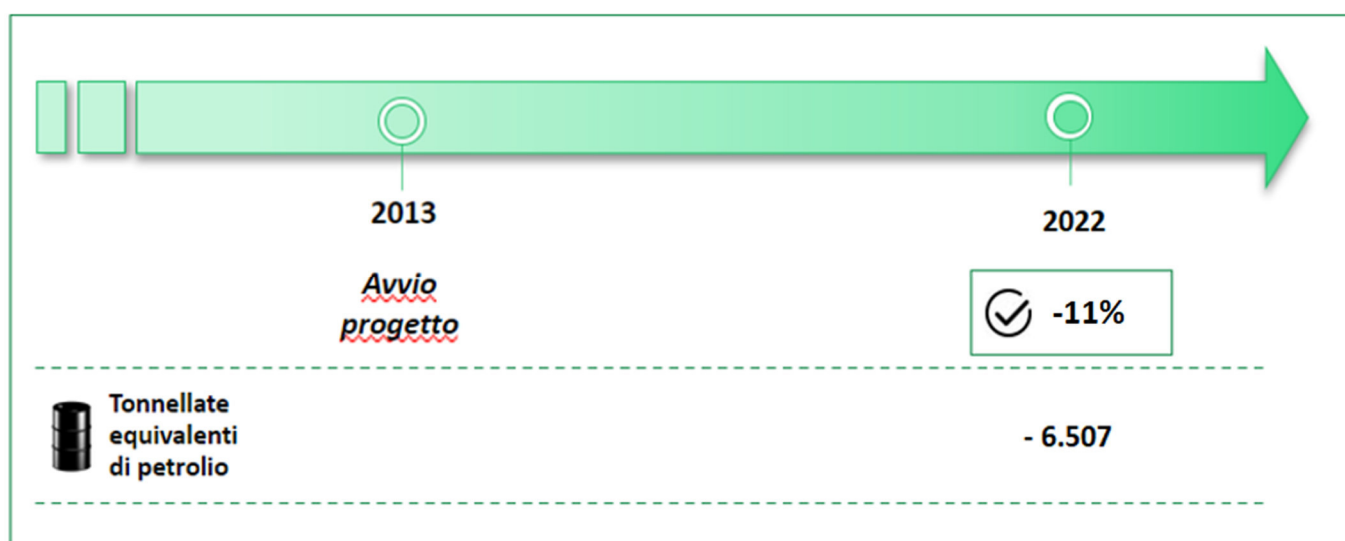 2013
2022
Avvio
progetto
-11%
Tonnellate
equivalenti
di petrolio
- 6.507